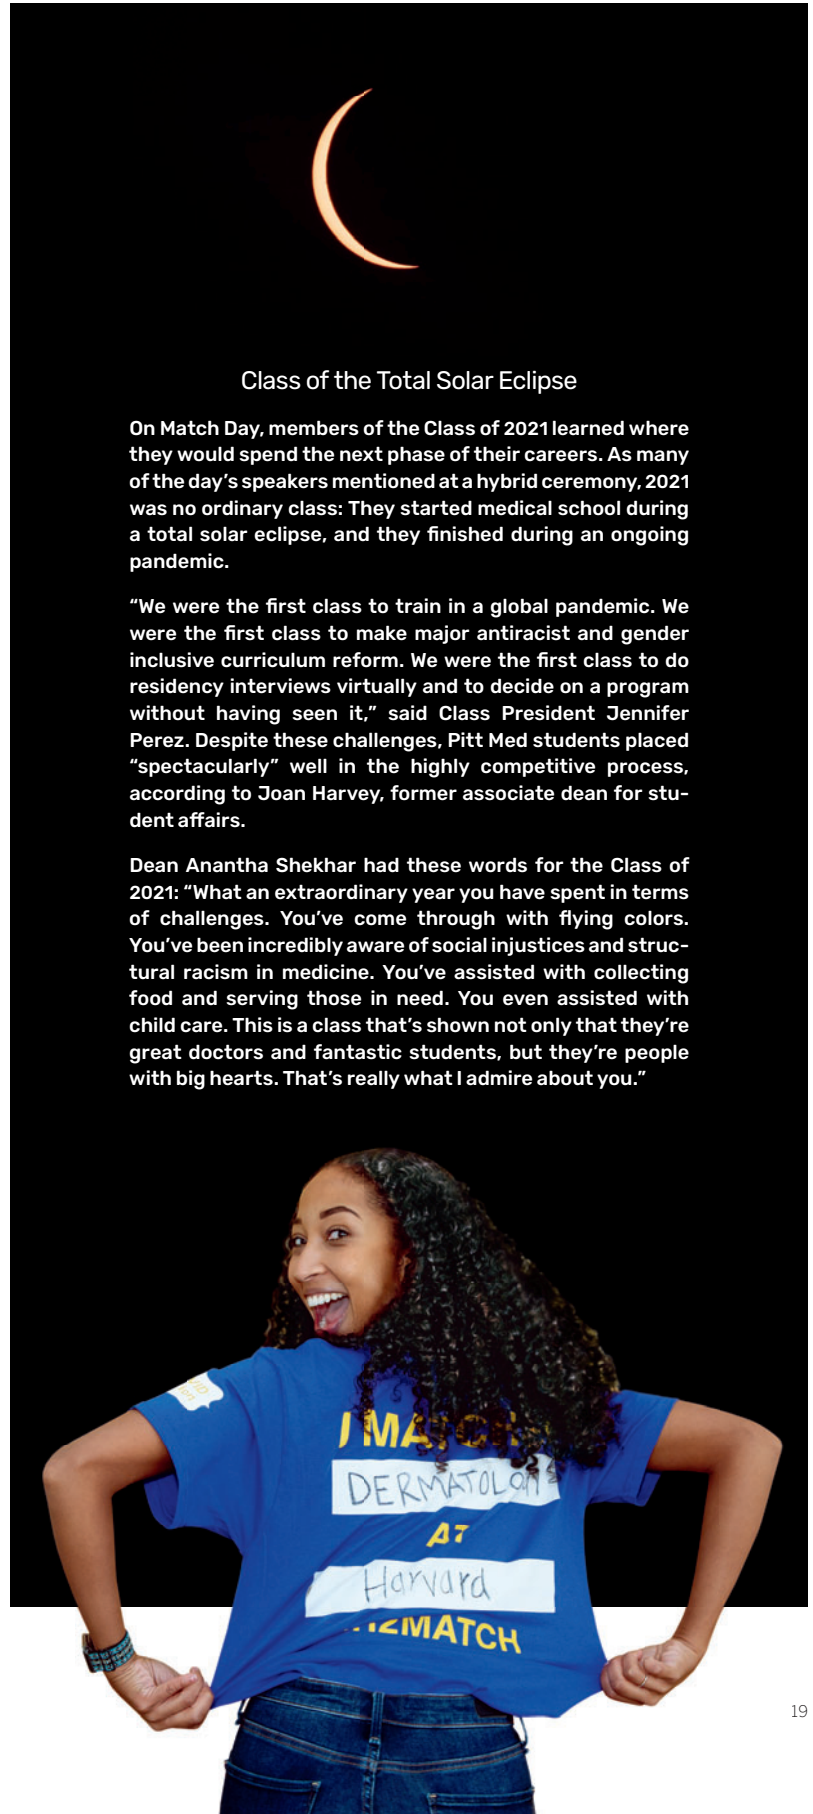 Class of the Total Solar Eclipse
On Match Day, members of the Class of 2021 learned where
they would spend the next phase of their careers. As many
of the day's speakers mentioned at a hybrid ceremony, 2021
was no ordinary class: They started medical school during
a total solar eclipse, and they finished during an ongoing
pandemic.
“We were the first class to train in a global pandemic. We
were the first class to make major antiracist and gender
inclusive curriculum reform. We were the first class to do
residency interviews virtually and to decide on a program
without having seen it,” said Class President Jennifer
Perez. Despite these challenges, Pitt Med students placed
“spectacularly” well in the highly competitive process,
according to Joan Harvey, former associate dean for stu-
dent affairs.
Dean Anantha Shekhar had these words for the Class of
2021: “What an extraordinary year you have spent in terms
of challenges. You’ve come through with flying colors.
You’ve been incredibly aware of social injustices and struc-
tural racism in medicine. You’ve assisted with collecting
food and serving those in need. You even assisted with
child care. This is a class that’s shown not only that they’re
great doctors and fantastic students, but they’re people
with big hearts. That’s really what I admire about you.”
I
DERMATOLOGY
AT
Harvard
19